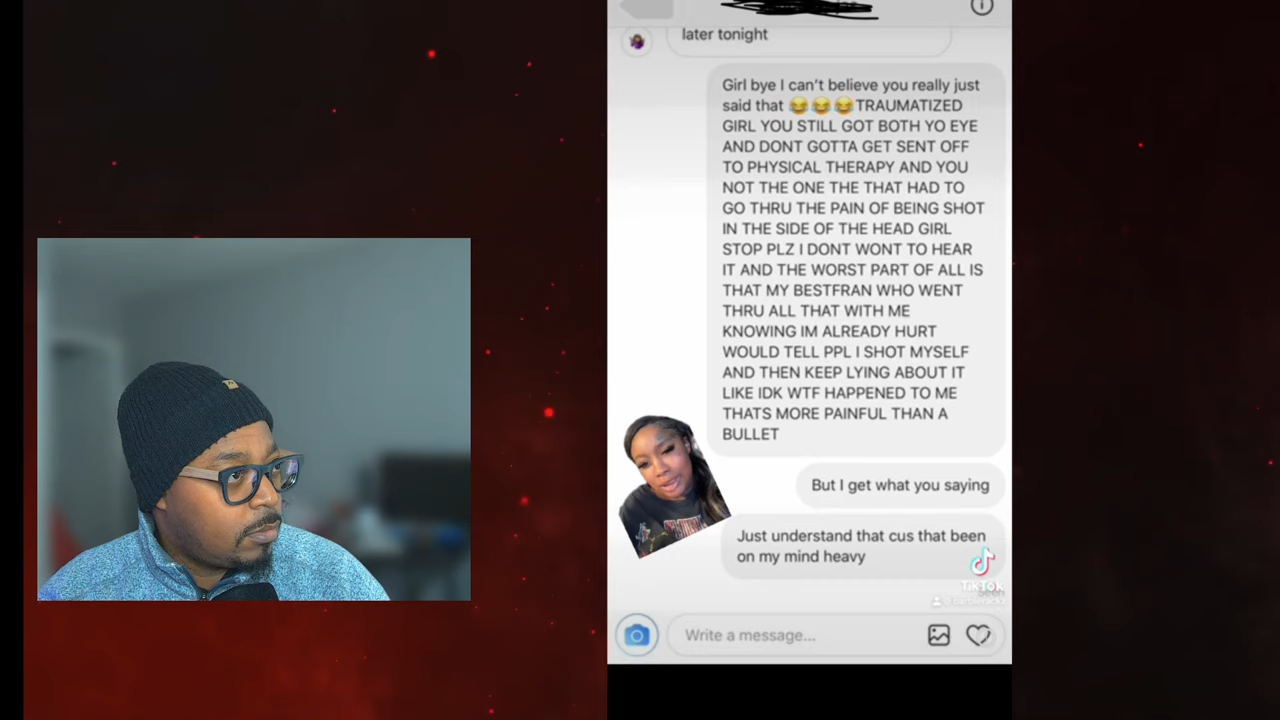 later tonight
Girl bye I can't believe you really just
said that 😂😂😂TRAUMATIZED
GIRL YOU STILL GOT BOTH YO EYE
AND DONT GOTTA GET SENT OFF
TO PHYSICAL THERAPY AND YOU
NOT THE ONE THE THAT HAD TO
GO THRU THE PAIN OF BEING SHOT
IN THE SIDE OF THE HEAD GIRL
STOP PLZ I DONT WONT TO HEAR
IT AND THE WORST PART OF ALL IS
THAT MY BESTFRAN WHO WENT
THRU ALL THAT WITH ME
KNOWING IM ALREADY HURT
WOULD TELL PPL I SHOT MYSELF
AND THEN KEEP LYING ABOUT IT
LIKE IDK WTF HAPPENED TO ME
THATS MORE PAINFUL THAN A
BULLET
But I get what you saying
Just understand that cus that been
on my mind heavy
TikTok
Seen
Write a message...